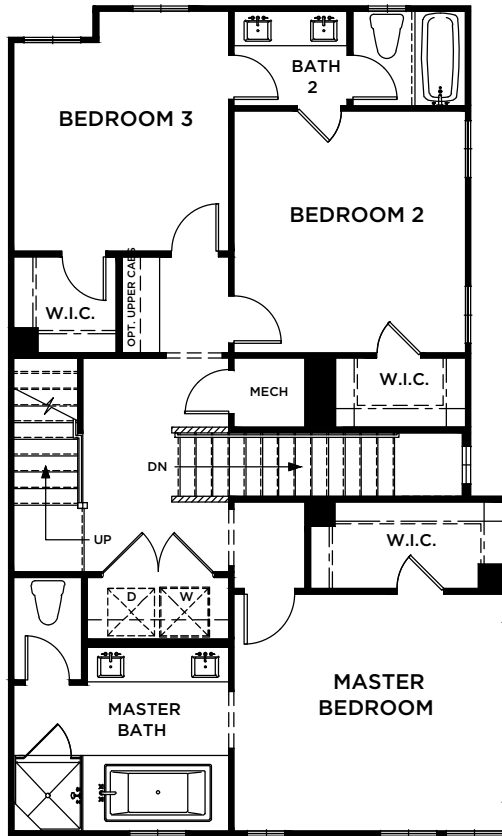 BATH
2
BEDROOM 3
BEDROOM 2
OPT. UPPER CABS
W.I.C.
W.I.C.
MECH
DN
UP
W.I.C.
D
W
MASTER
BEDROOM
MASTER
BATH